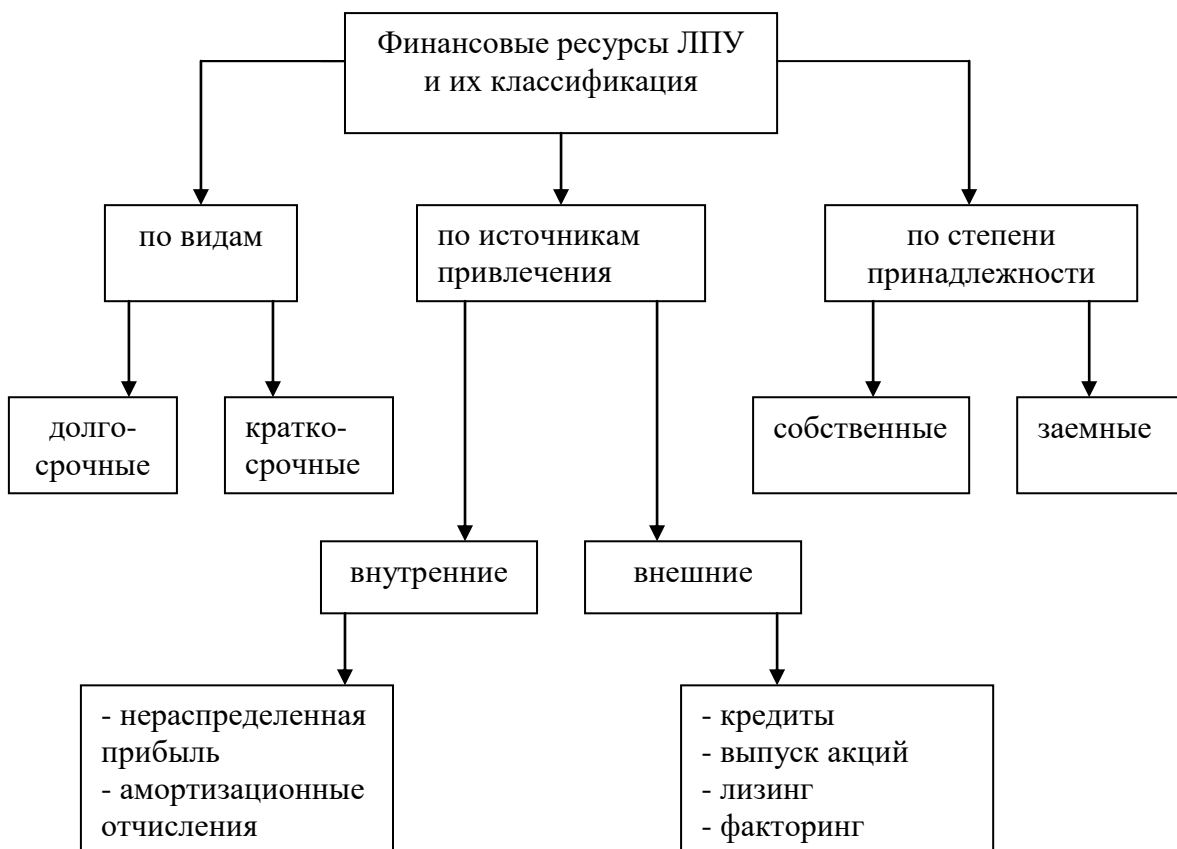 Финансовые ресурсы ЛПУ
и их классификация
по видам
по источникам
привлечения
по степени
принадлежности
долго-
срочные
кратко-
срочные
собственные
заемные
внутренние
внешние
- нераспределенная
прибыль
- амортизационные
отчисления
- кредиты
- выпуск акций
- лизинг
- факторинг